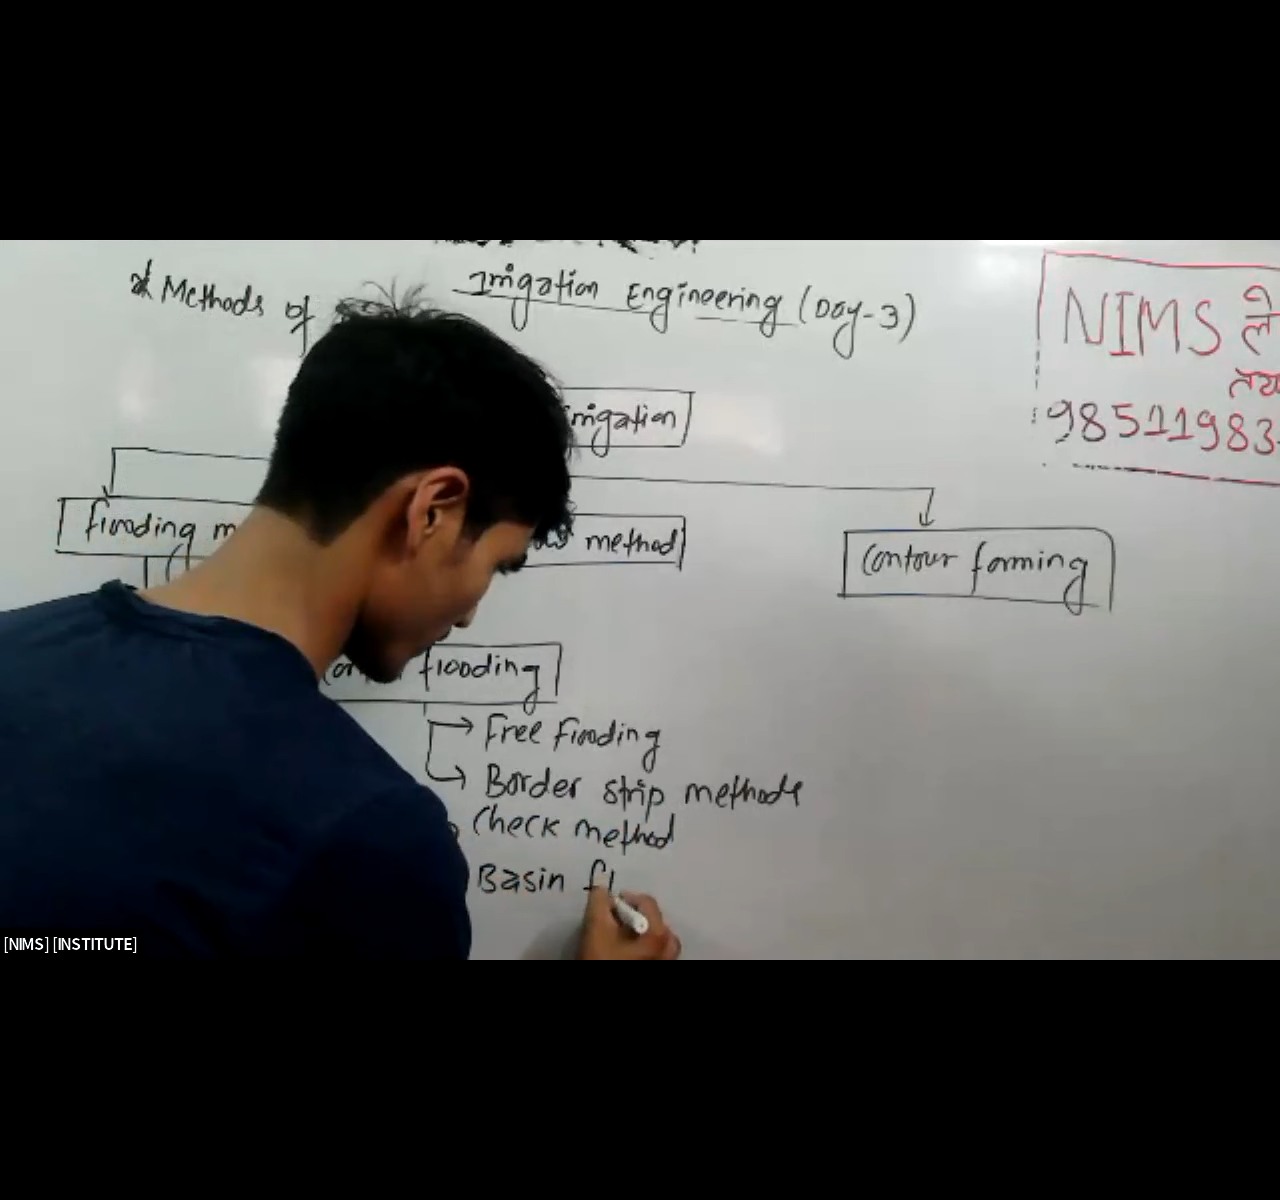 Methods of
Irrigation Engineering (Day-3)
NIMS ले
98511983
irrigation
flooding m
method
Contour farming
flooding
Free flooding
Border strip methods
Check method
Basin fl
[NIMS] [INSTITUTE]